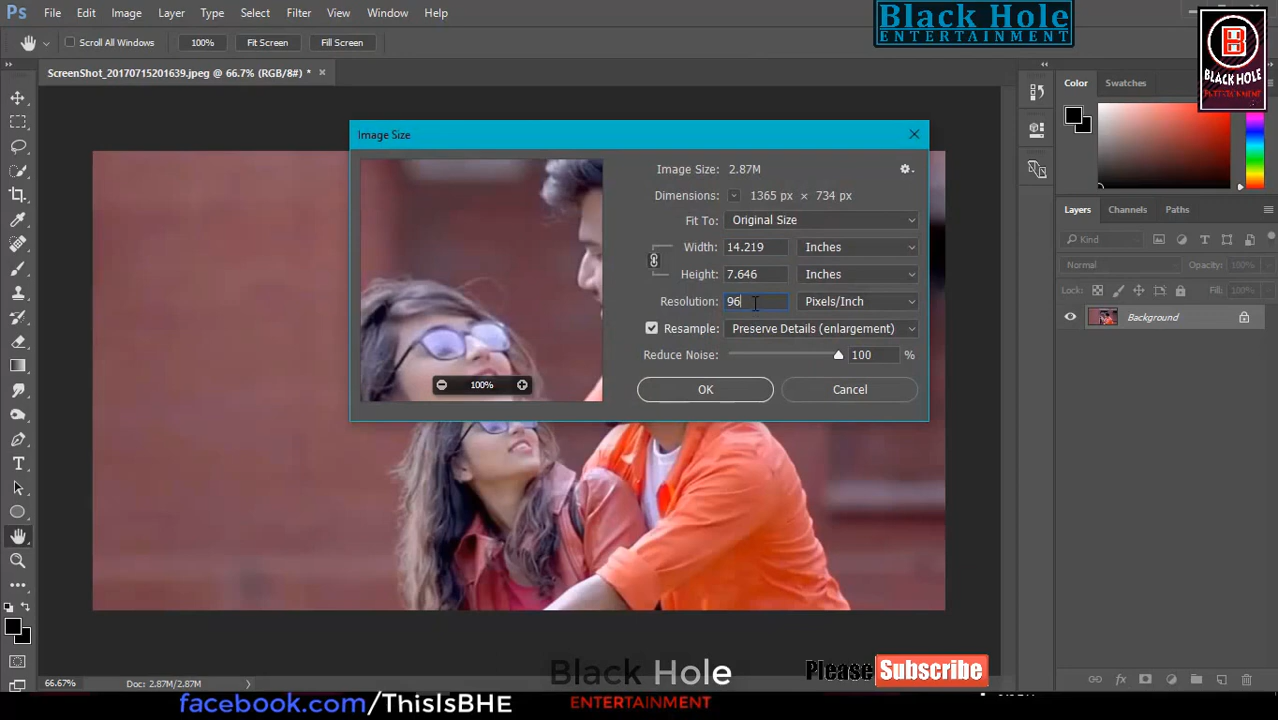 Ps File Edit Image Layer Type Select Filter View Window Help
Black Hole
ENTERTAINMENT
BLACK HOLE
ENTERTAINMENT
Scroll All Windows 100% Fit Screen Fill Screen
ScreenShot_20170715201639.jpeg @ 66.7% (RGB/8#) * ×
Color Swatches
Image Size
Image Size: 2.87M
Dimensions: 1365 px × 734 px
Fit To: Original Size
Width: 14.219 Inches
Height: 7.646 Inches
Resolution: 96 Pixels/Inch
Resample: Preserve Details (enlargement)
Reduce Noise: 100 %
100%
OK Cancel
Layers Channels Paths
Kind
Normal Opacity: 100%
Lock: Fill: 100%
Background
Black Hole
ENTERTAINMENT
Please Subscribe
66.67% Doc: 2.87M/2.87M
facebook.com/ThisIsBHE